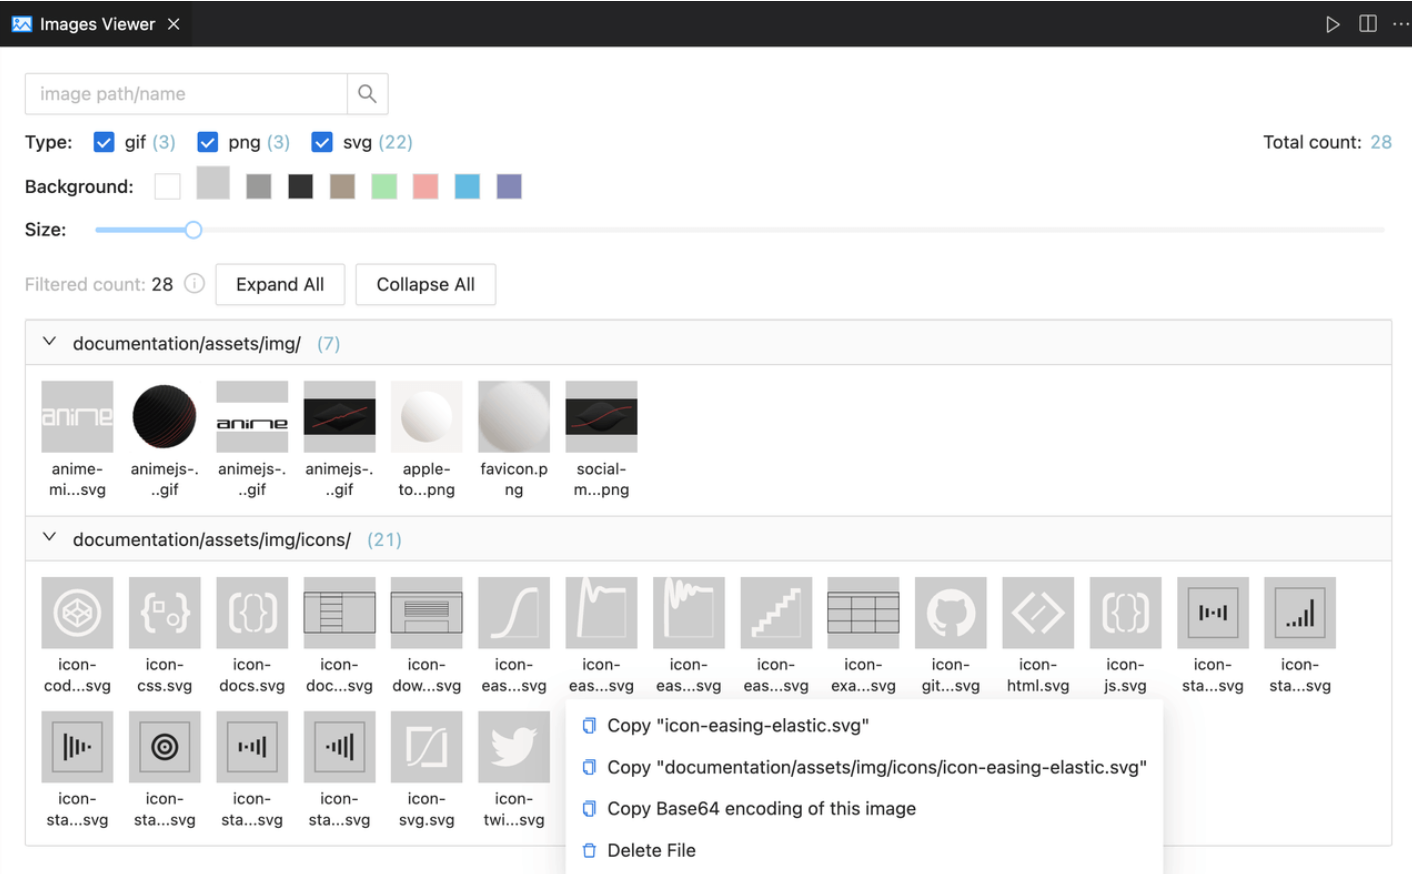 Images Viewer
image path/name
Type: gif (3) png (3) svg (22) Total count: 28
Background:
Size:
Filtered count: 28 Expand All Collapse All
documentation/assets/img/ (7)
anime
anime
anime-
mi...svg
animejs-.
..gif
animejs-.
..gif
animejs-.
..gif
apple-
to...png
favicon.p
ng
social-
m...png
documentation/assets/img/icons/ (21)
icon-
cod...svg
icon-
css.svg
icon-
docs.svg
icon-
doc...svg
icon-
dow...svg
icon-
eas...svg
icon-
eas...svg
icon-
eas...svg
icon-
eas...svg
icon-
exa...svg
icon-
git...svg
icon-
html.svg
icon-
js.svg
icon-
sta...svg
icon-
sta...svg
icon-
sta...svg
icon-
sta...svg
icon-
sta...svg
icon-
sta...svg
icon-
svg.svg
icon-
twi...svg
Copy "icon-easing-elastic.svg"
Copy "documentation/assets/img/icons/icon-easing-elastic.svg"
Copy Base64 encoding of this image
Delete File